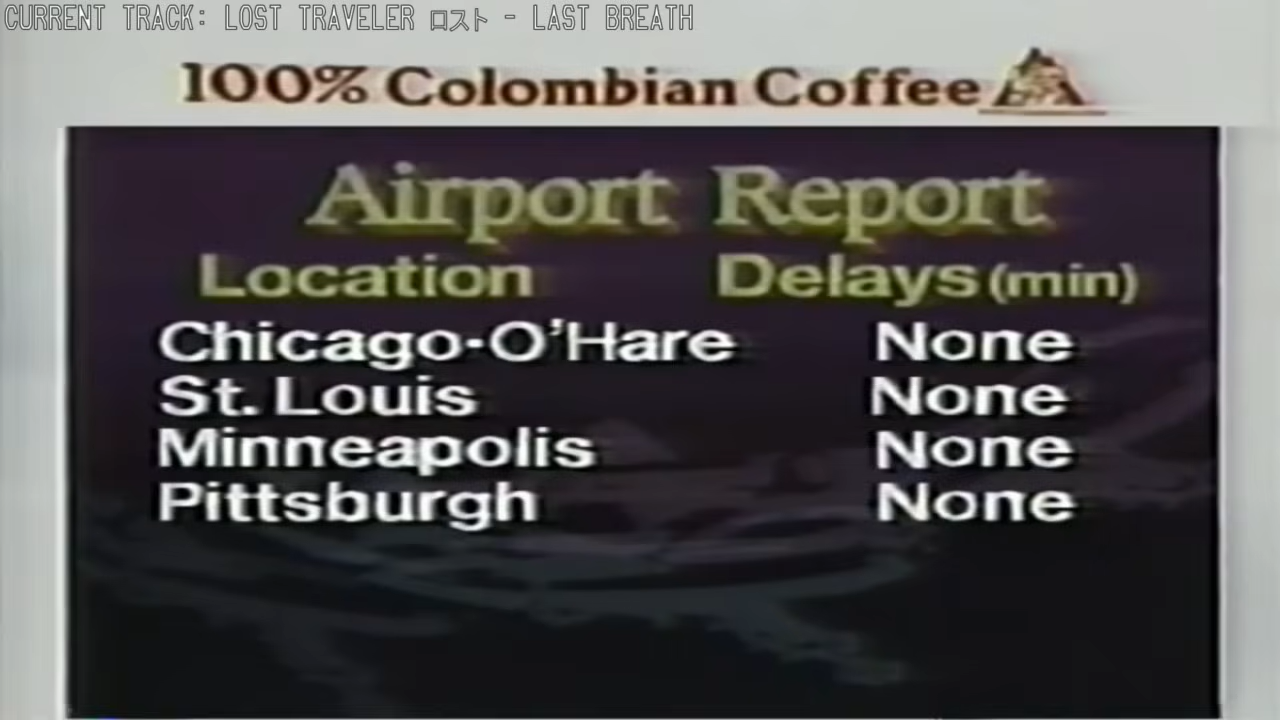 CURRENT TRACK: LOST TRAVELER ロスト - LAST BREATH
100% Colombian Coffee
Airport Report
Location Delays (min)
Chicago-O'Hare None
St. Louis None
Minneapolis None
Pittsburgh None